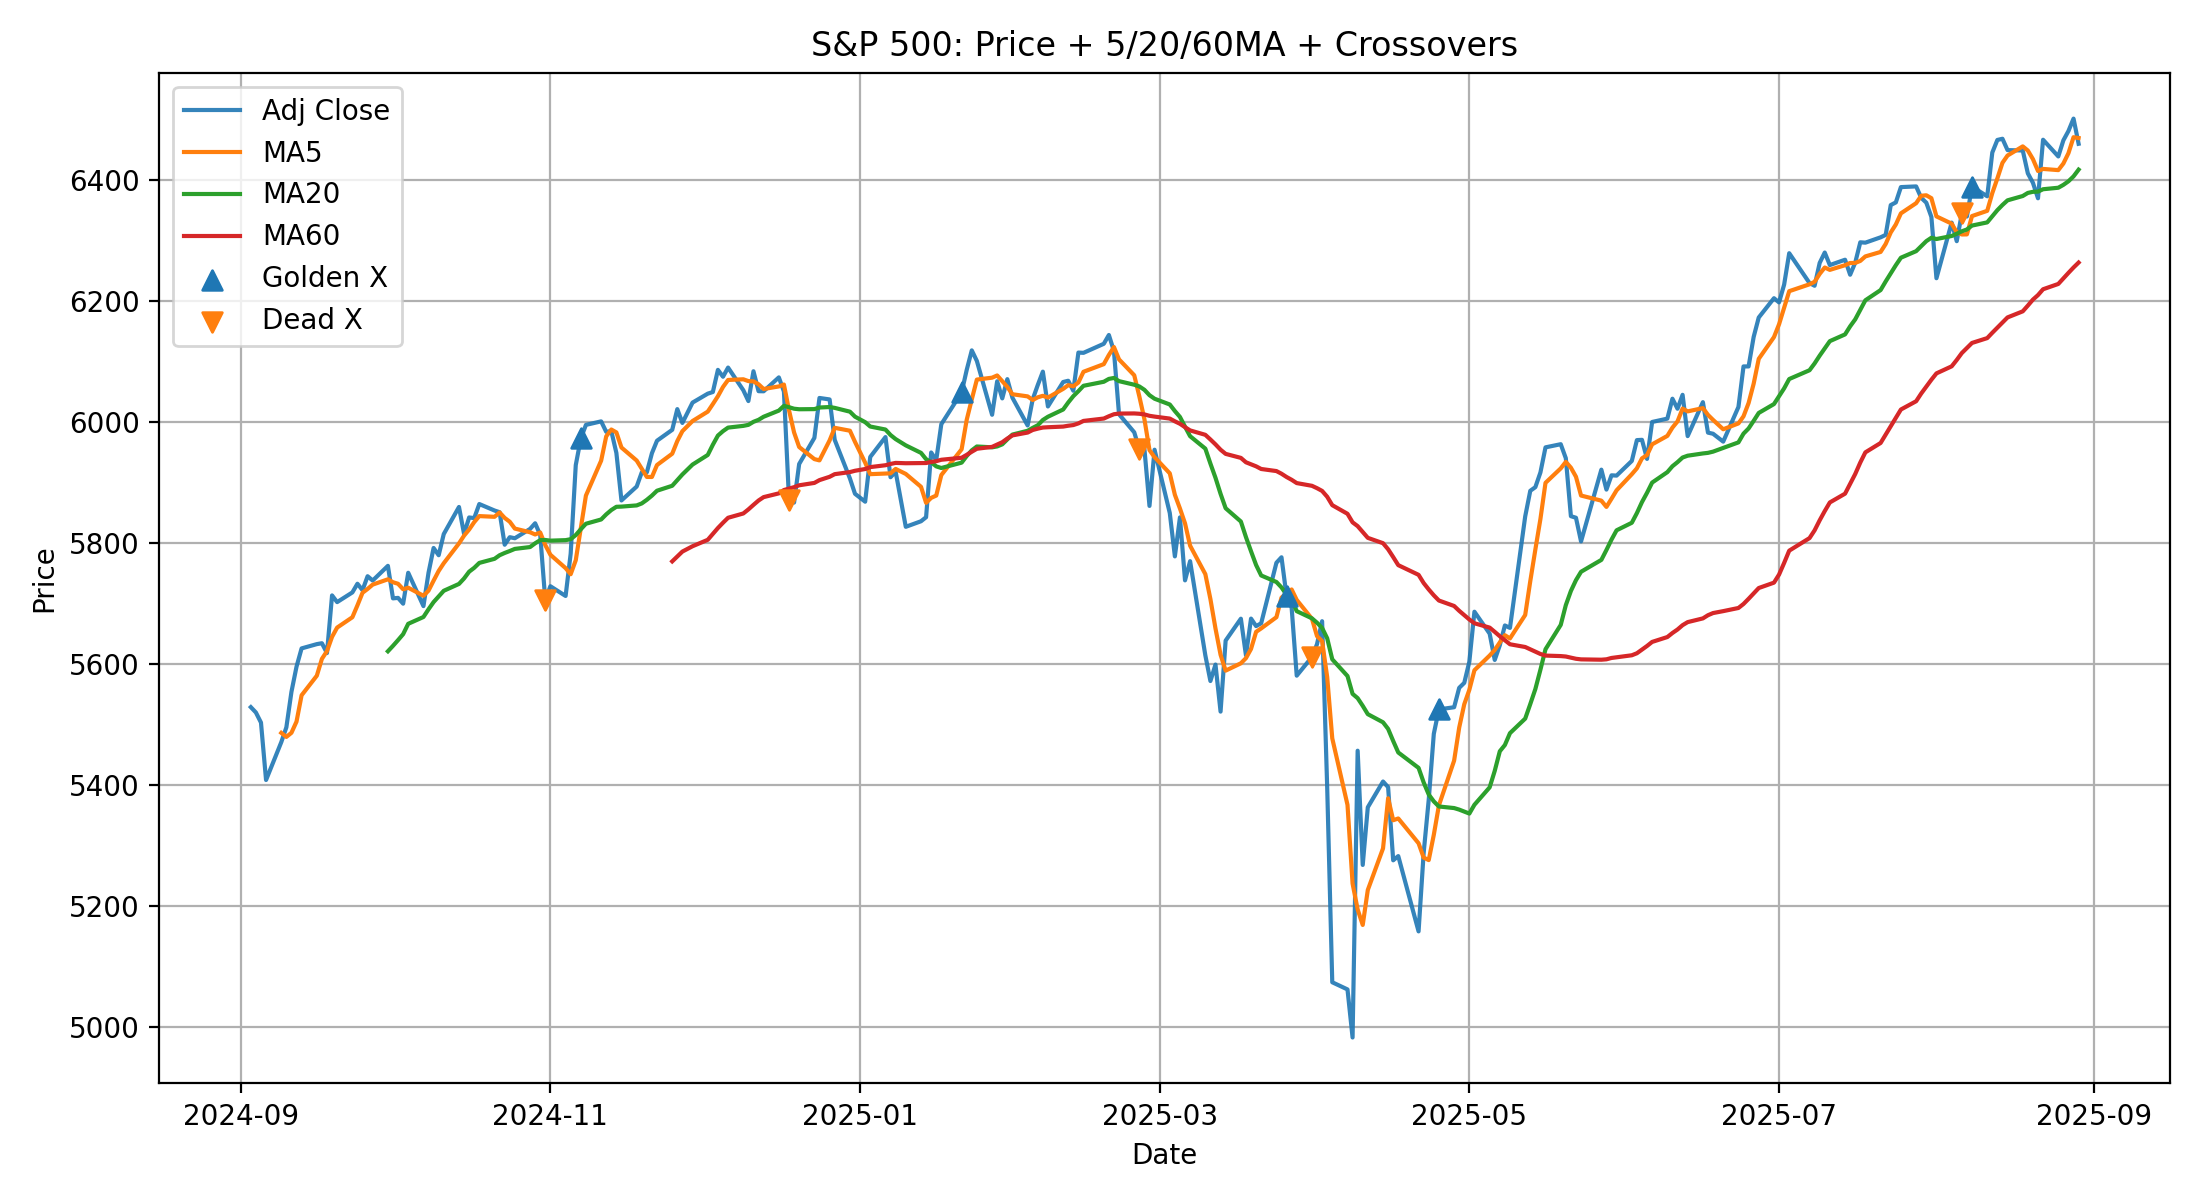 S&P 500: Price + 5/20/60MA + Crossovers
Adj Close
MA5
MA20
MA60
Golden X
Dead X
6400
6200
6000
5800
5600
5400
5200
5000
Price
2024-09 2024-11 2025-01 2025-03 2025-05 2025-07 2025-09
Date